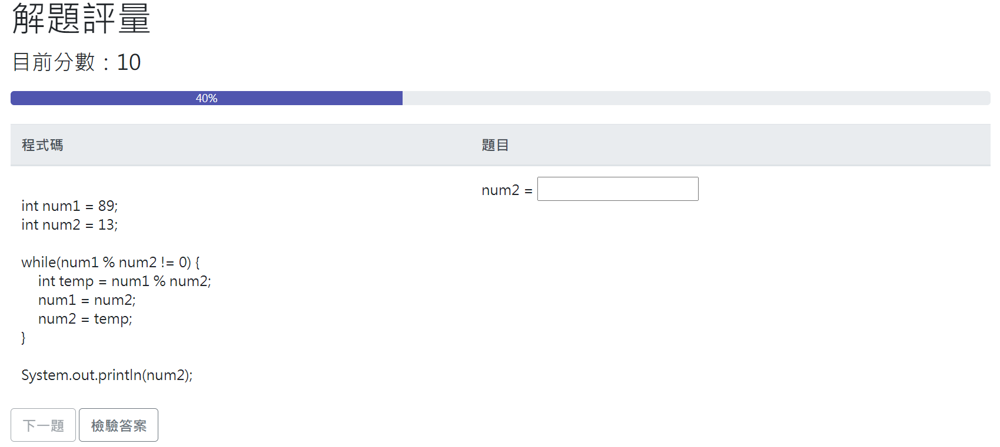 解題評量
目前分數：10
40%
程式碼 題目
num2 =
int num1 = 89;
int num2 = 13;
while(num1 % num2 != 0) {
int temp = num1 % num2;
num1 = num2;
num2 = temp;
}
System.out.println(num2);
下一題 檢驗答案